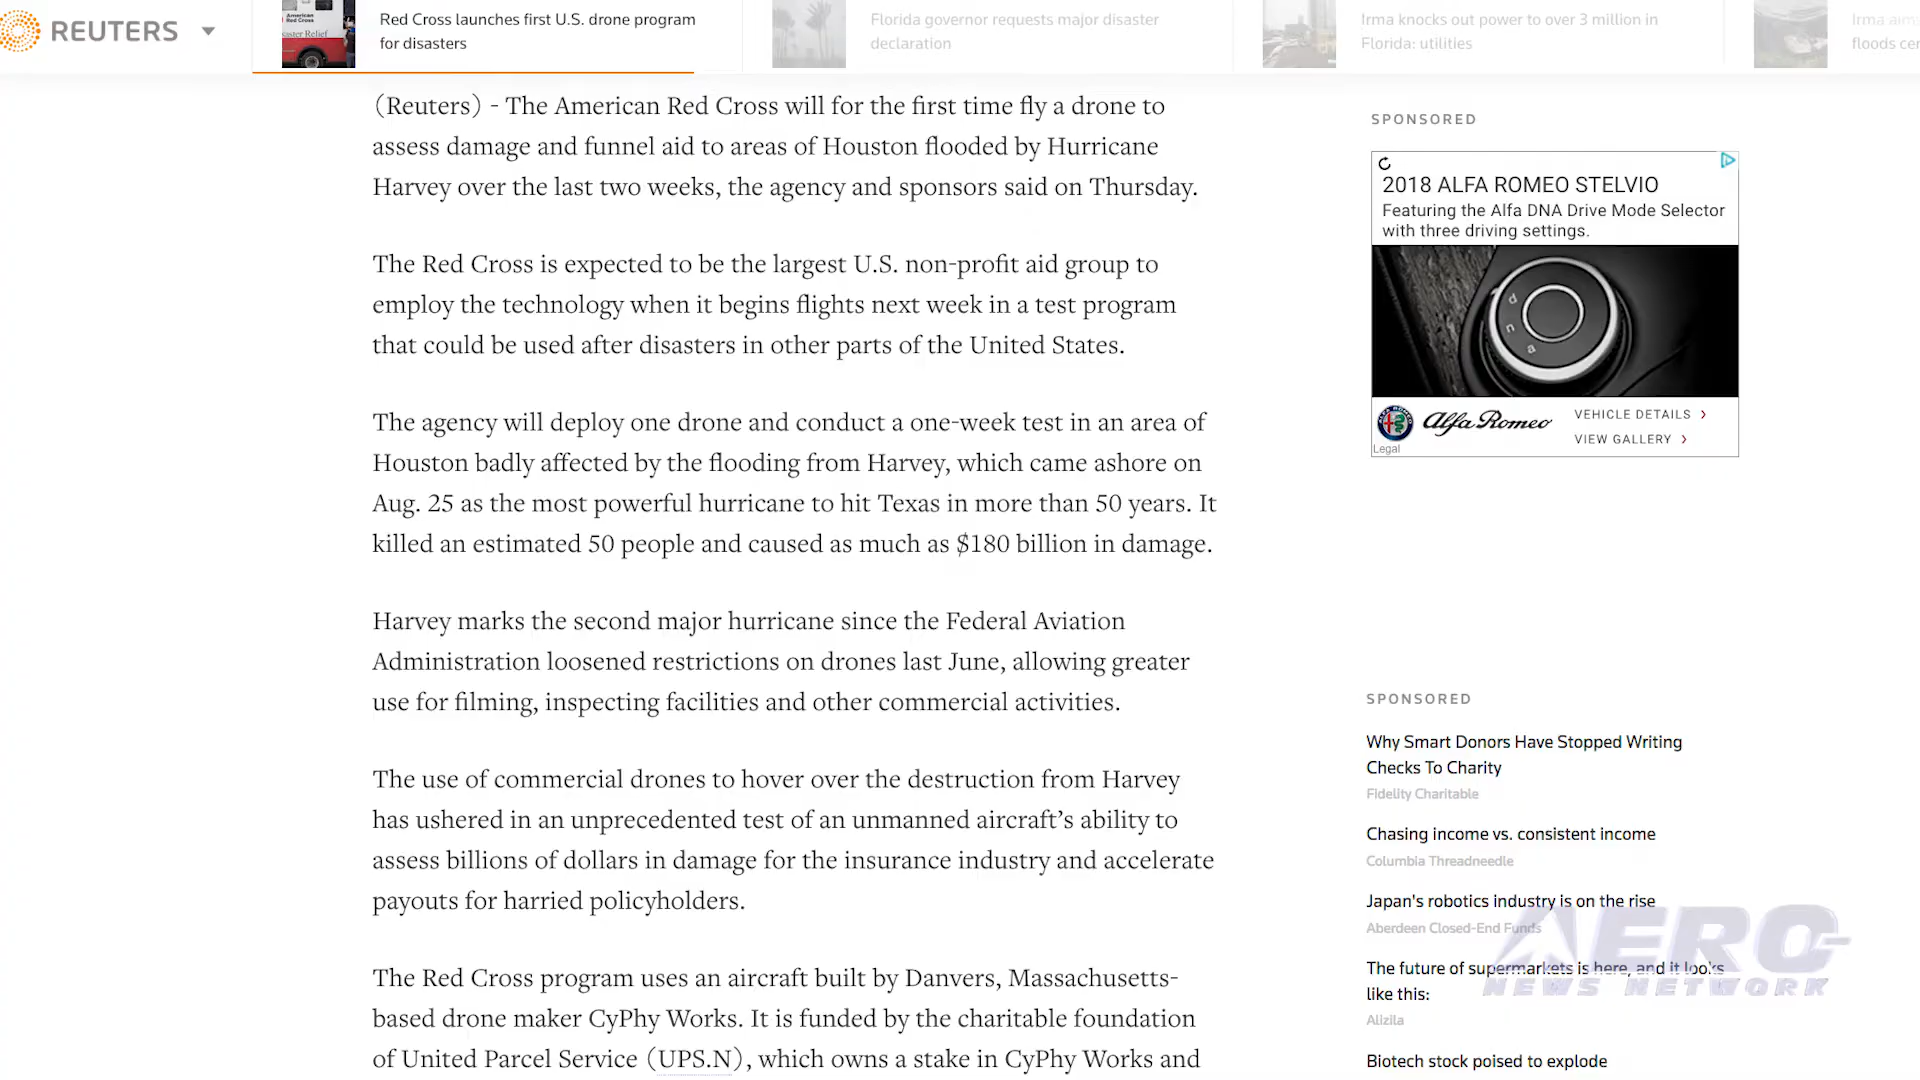 REUTERS
American
Red Cross
Disaster Relief
Red Cross launches first U.S. drone program
for disasters
Florida governor requests major disaster
declaration
Irma knocks out power to over 3 million in
Florida: utilities
Irma aims
floods
(Reuters) - The American Red Cross will for the first time fly a drone to
assess damage and funnel aid to areas of Houston flooded by Hurricane
Harvey over the last two weeks, the agency and sponsors said on Thursday.
The Red Cross is expected to be the largest U.S. non-profit aid group to
employ the technology when it begins flights next week in a test program
that could be used after disasters in other parts of the United States.
The agency will deploy one drone and conduct a one-week test in an area of
Houston badly affected by the flooding from Harvey, which came ashore on
Aug. 25 as the most powerful hurricane to hit Texas in more than 50 years. It
killed an estimated 50 people and caused as much as $180 billion in damage.
Harvey marks the second major hurricane since the Federal Aviation
Administration loosened restrictions on drones last June, allowing greater
use for filming, inspecting facilities and other commercial activities.
The use of commercial drones to hover over the destruction from Harvey
has ushered in an unprecedented test of an unmanned aircraft’s ability to
assess billions of dollars in damage for the insurance industry and accelerate
payouts for harried policyholders.
The Red Cross program uses an aircraft built by Danvers, Massachusetts-
based drone maker CyPhy Works. It is funded by the charitable foundation
of United Parcel Service (UPS.N), which owns a stake in CyPhy Works and
SPONSORED
2018 ALFA ROMEO STELVIO
Featuring the Alfa DNA Drive Mode Selector
with three driving settings.
d
n
a
Alfa Romeo
VEHICLE DETAILS
VIEW GALLERY
Legal
SPONSORED
Why Smart Donors Have Stopped Writing
Checks To Charity
Fidelity Charitable
Chasing income vs. consistent income
Columbia Threadneedle
Japan's robotics industry is on the rise
Aberdeen Closed-End Funds
The future of supermarkets is here, and it looks
like this:
Alizila
Biotech stock poised to explode
AERO-
NEWS NETWORK